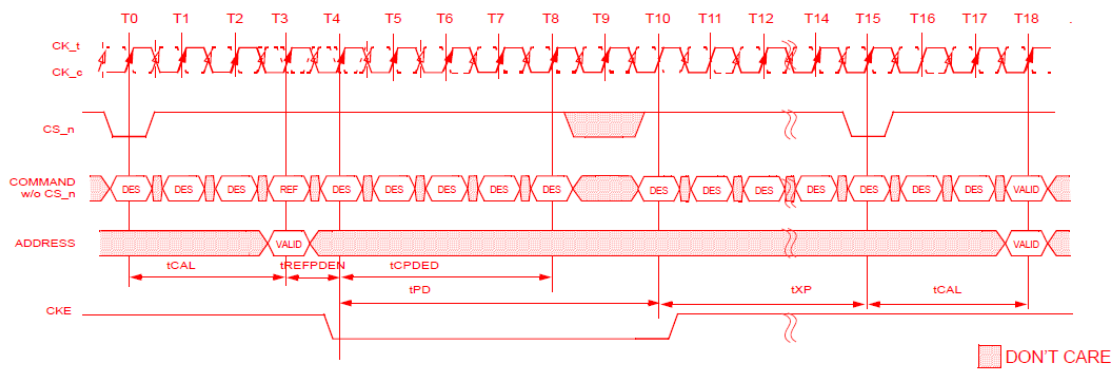 T0 T1 T2 T3 T4 T5 T6 T7 T8 T9 T10 T11 T12 T14 T15 T16 T17 T18
CK_t
CK_c
CS_n
COMMAND
w/o CS_n
DES DES DES REF DES DES DES DES DES DES DES DES DES DES DES DES VALID
ADDRESS
VALID VALID
tCAL tREFPDEN tCPDED
tPD tXP tCAL
CKE
DON'T CARE